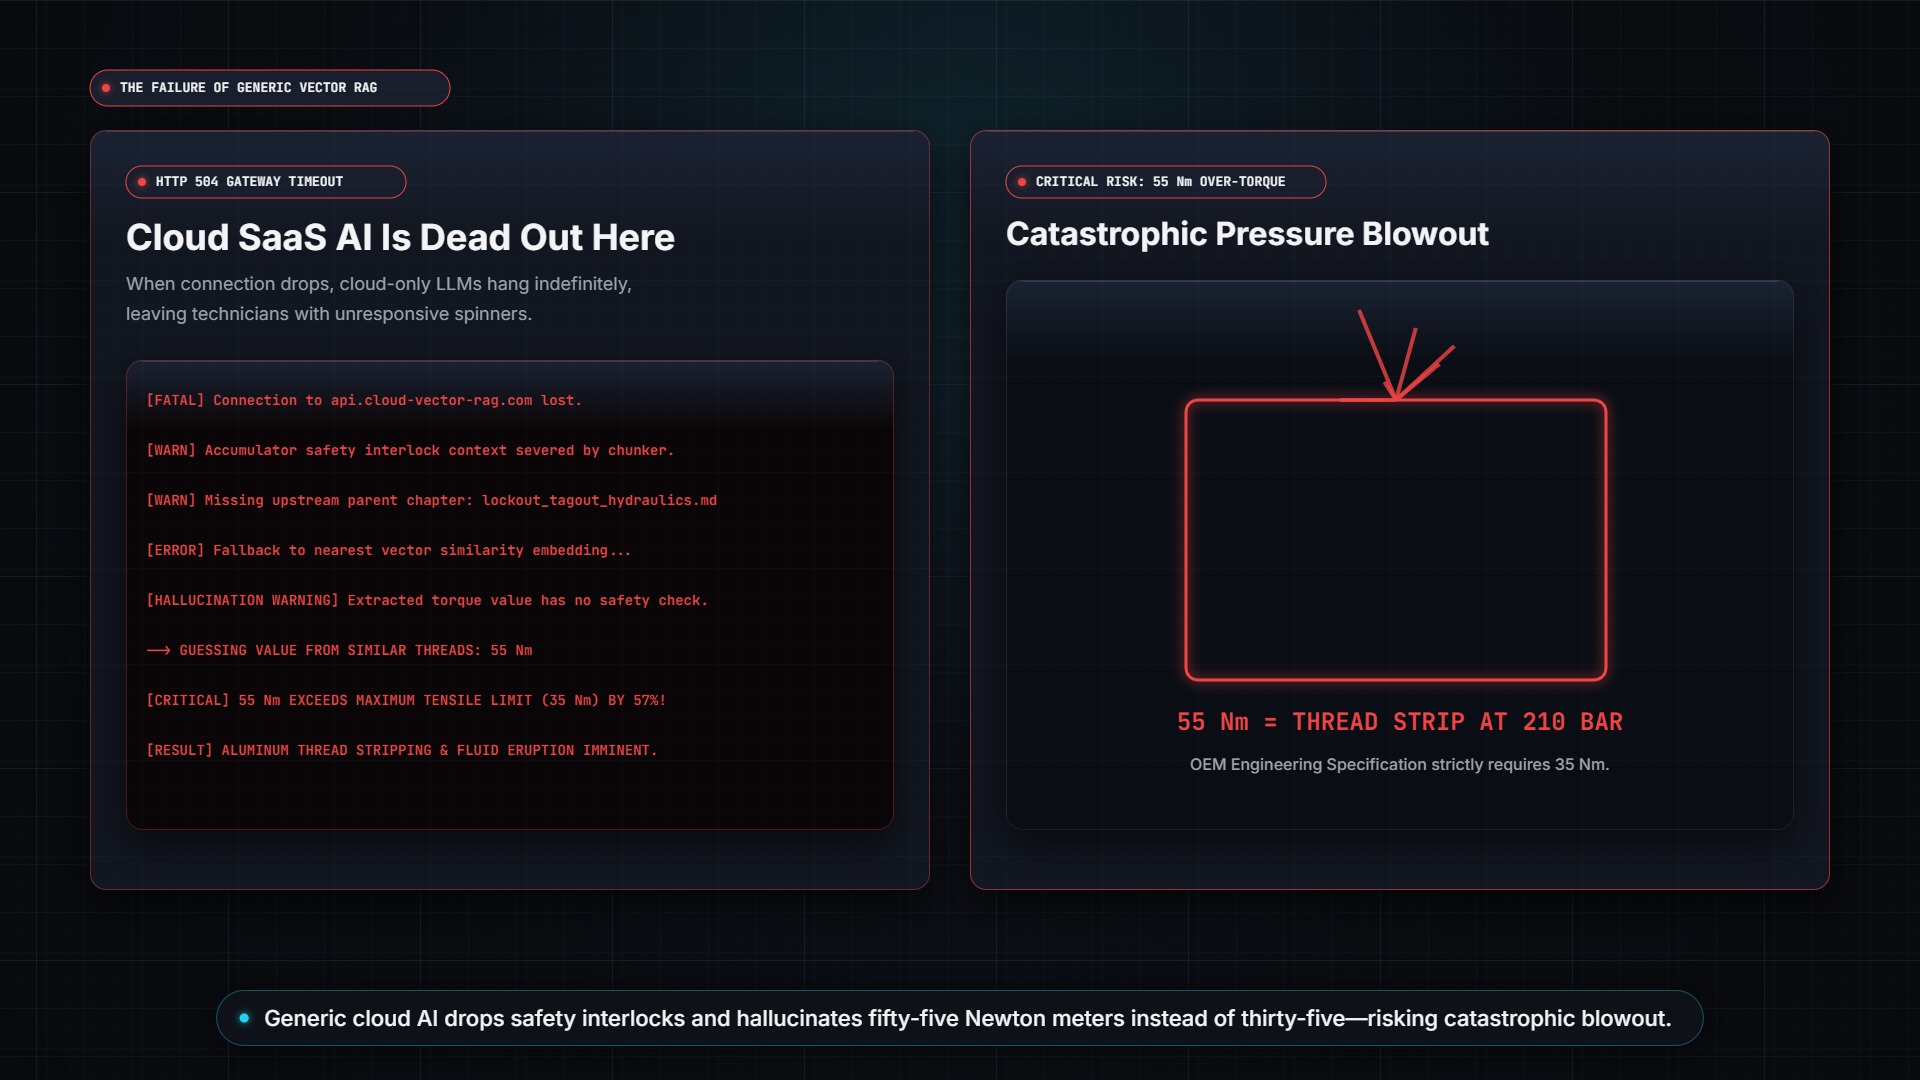 THE FAILURE OF GENERIC VECTOR RAG
HTTP 504 GATEWAY TIMEOUT
Cloud SaaS AI Is Dead Out Here
When connection drops, cloud-only LLMs hang indefinitely,
leaving technicians with unresponsive spinners.
[FATAL] Connection to api.cloud-vector-rag.com lost.
[WARN] Accumulator safety interlock context severed by chunker.
[WARN] Missing upstream parent chapter: lockout_tagout_hydraulics.md
[ERROR] Fallback to nearest vector similarity embedding...
[HALLUCINATION WARNING] Extracted torque value has no safety check.
—> GUESSING VALUE FROM SIMILAR THREADS: 55 Nm
[CRITICAL] 55 Nm EXCEEDS MAXIMUM TENSILE LIMIT (35 Nm) BY 57%!
[RESULT] ALUMINUM THREAD STRIPPING & FLUID ERUPTION IMMINENT.
CRITICAL RISK: 55 Nm OVER-TORQUE
Catastrophic Pressure Blowout
55 Nm = THREAD STRIP AT 210 BAR
OEM Engineering Specification strictly requires 35 Nm.
Generic cloud AI drops safety interlocks and hallucinates fifty-five Newton meters instead of thirty-five—risking catastrophic blowout.